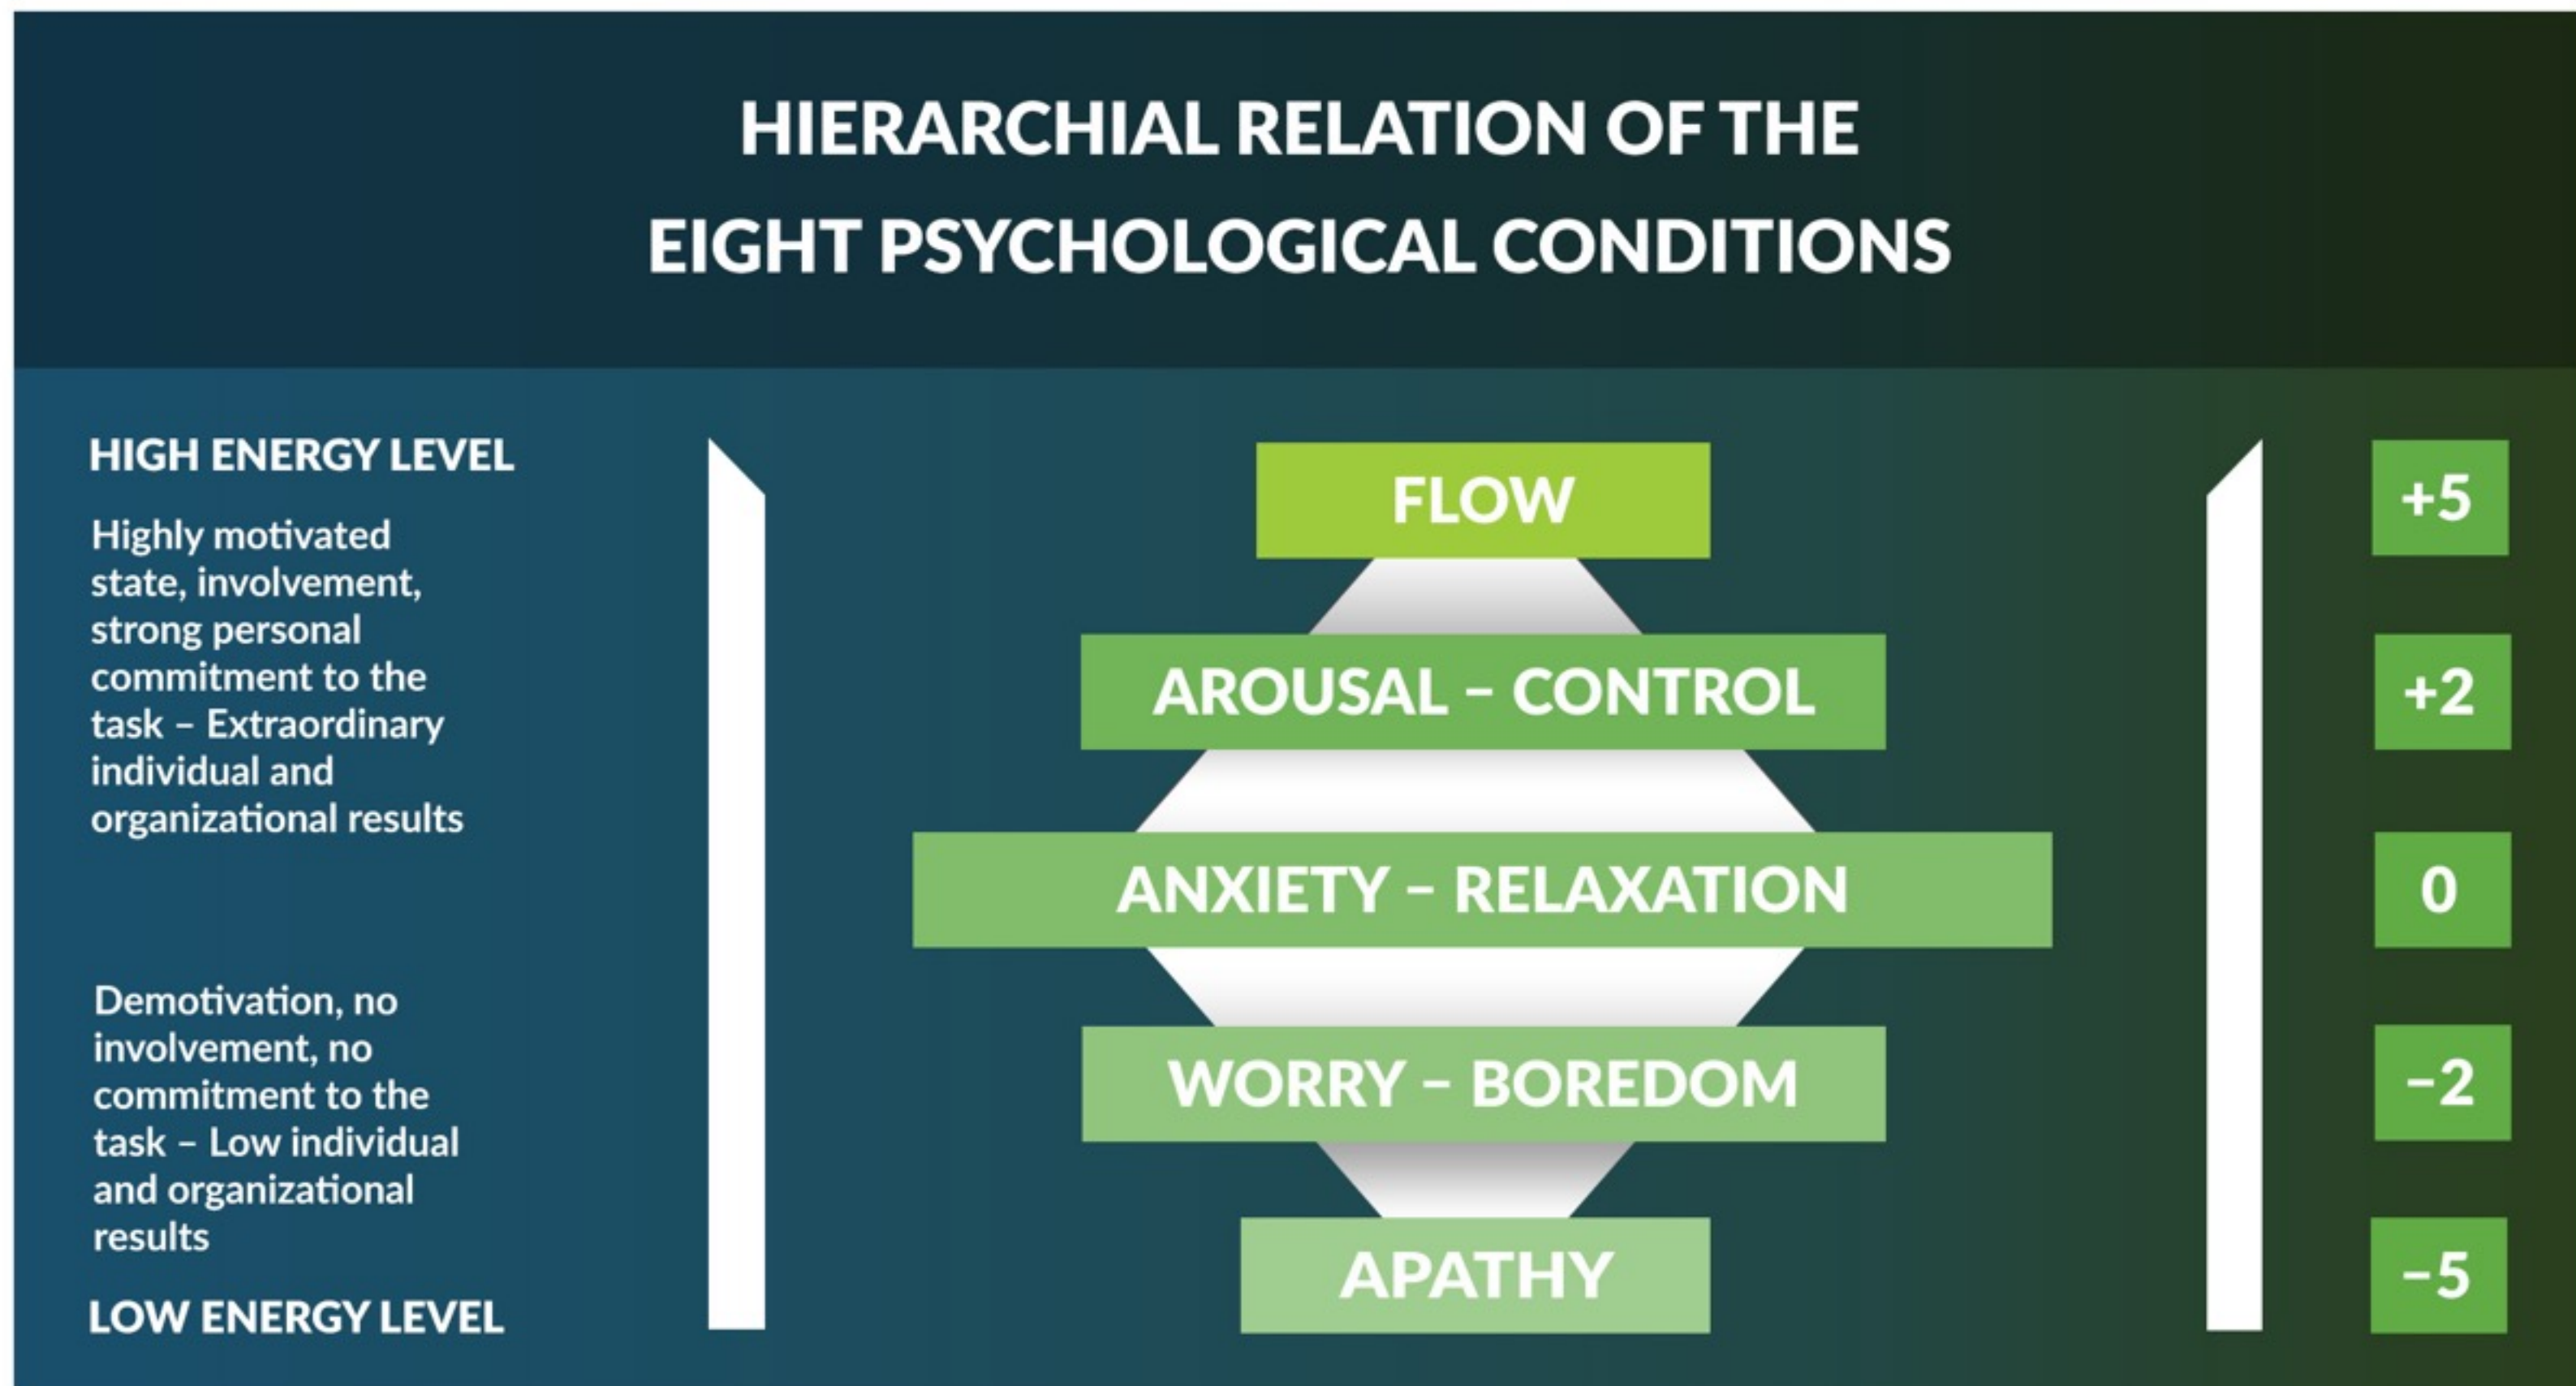 HIERARCHIAL RELATION OF THE
EIGHT PSYCHOLOGICAL CONDITIONS
HIGH ENERGY LEVEL
Highly motivated
state, involvement,
strong personal
commitment to the
task – Extraordinary
individual and
organizational results
Demotivation, no
involvement, no
commitment to the
task – Low individual
and organizational
results
LOW ENERGY LEVEL
FLOW
AROUSAL – CONTROL
ANXIETY – RELAXATION
WORRY – BOREDOM
APATHY
+5
+2
0
−2
−5